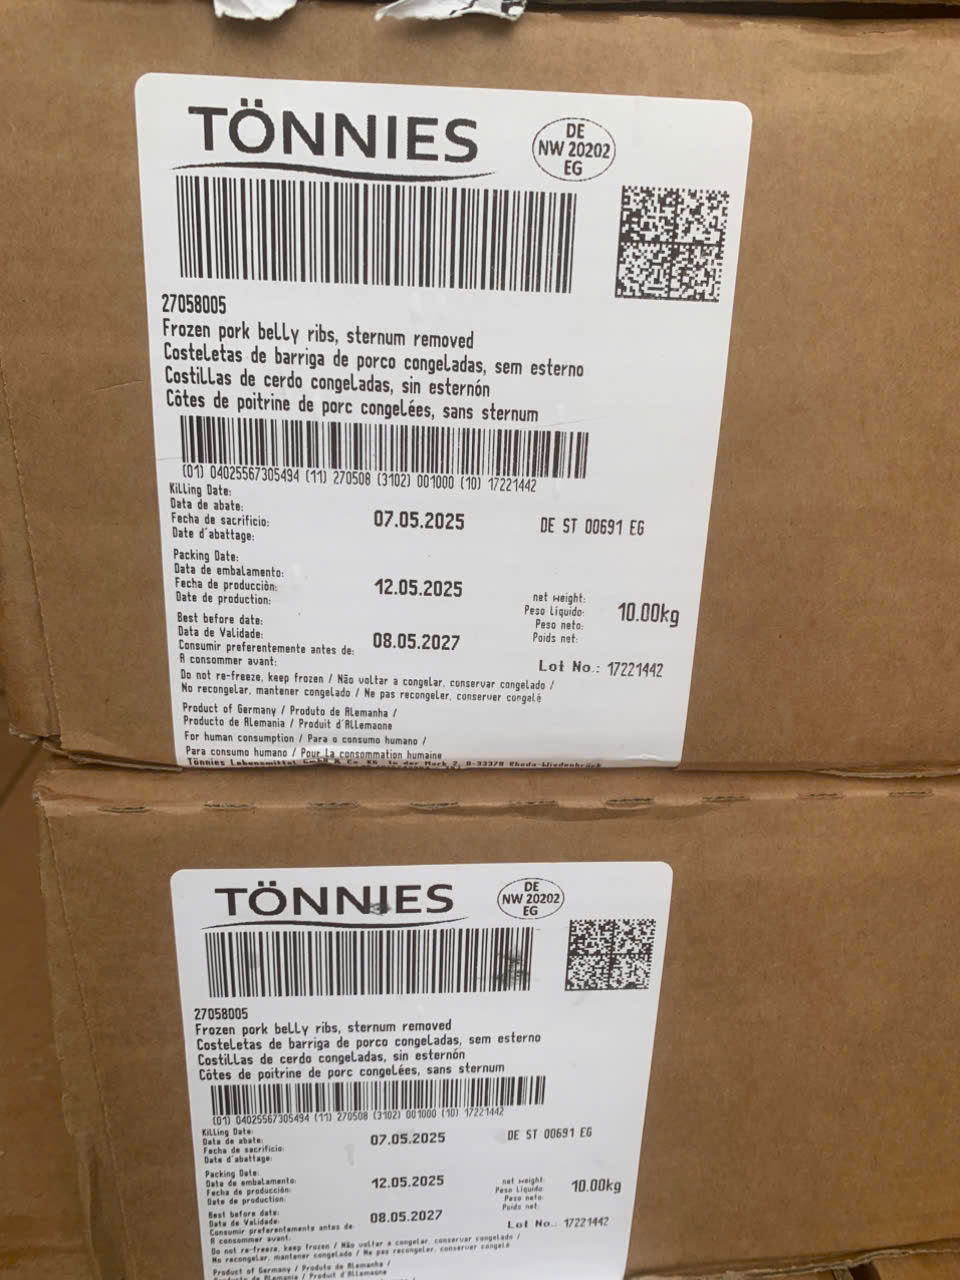 TÖNNIES
DE
NW 20202
EG
27058005
Frozen pork belly ribs, sternum removed
Costeletas de barriga de porco congeladas, sem esterno
Costillas de cerdo congeladas, sin esternón
Côtes de poitrine de porc congelées, sans sternum
(01) 04025567305494 (11) 270508 (3102) 001000 (10) 17221442
Killing Date:
Data de abate:
Fecha de sacrificio:
Date d'abattage:
07.05.2025
DE ST 00691 EG
Packing Date:
Data de embalamento:
Fecha de producciòn:
Date de production:
12.05.2025
net weight:
Peso Líquido:
Peso neto:
Poids net:
10.00kg
Best before date:
Data de Validade:
Consumir preferentemente antes de:
A consommer avant:
08.05.2027
Lot No.: 17221442
Do not re-freeze, keep frozen / Não voltar a congelar, conservar congelado /
No recongelar, mantener congelado / Ne pas recongeler, conserver congelé
Product of Germany / Produto de Alemanha /
Producto de Alemania / Produit d'Allemagne
For human consumption / Para o consumo humano /
Para consumo humano / Pour la consommation humaine
Tönnies Lebensmittel GmbH & Co. KG, In der Mark 2, D-33378 Rheda-Wiedenbrück
TÖNNIES
DE
NW 20202
EG
27058005
Frozen pork belly ribs, sternum removed
Costeletas de barriga de porco congeladas, sem esterno
Costillas de cerdo congeladas, sin esternón
Côtes de poitrine de porc congelées, sans sternum
(01) 04025567305494 (11) 270508 (3102) 001000 (10) 17221442
Killing Date:
Data de abate:
Fecha de sacrificio:
Date d'abattage:
07.05.2025
DE ST 00691 EG
Packing Date:
Data de embalamento:
Fecha de producciòn:
Date de production:
12.05.2025
net weight:
Peso Líquido:
Peso neto:
Poids net:
10.00kg
Best before date:
Data de Validade:
Consumir preferentemente antes de:
A consommer avant:
08.05.2027
Lot No.: 17221442
Do not re-freeze, keep frozen / Não voltar a congelar, conservar congelado /
No recongelar, mantener congelado / Ne pas recongeler, conserver congelé
Product of Germany / Produto de Alemanha /
Producto de Alemania / Produit d'Allemagne